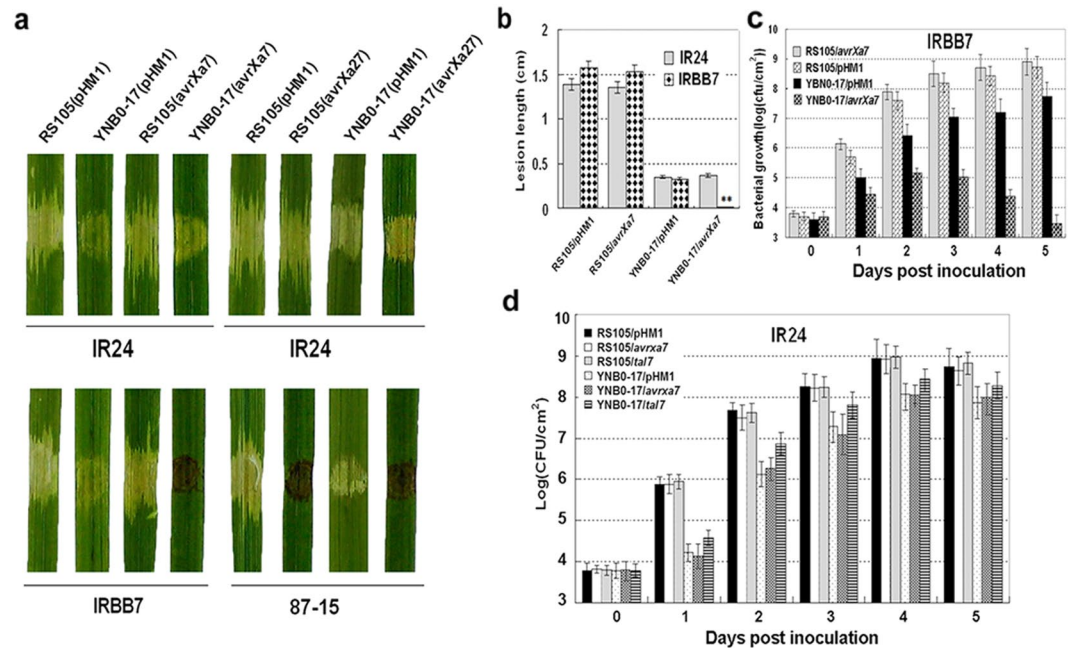 a
RS105(pHM1)
YNB0-17(pHM1)
RS105(avrXa7)
YNB0-17(avrXa7)
RS105(pHM1)
RS105(avrXa27)
YNB0-17(pHM1)
YNB0-17(avrXa27)
IR24
IR24
IRBB7
87-15
b
Lesion length (cm)
2
1.5
1
0.5
0
IR24
IRBB7
**
RS105/pHM1
RS105/avrXa7
YNB0-17/pHM1
YNB0-17/avrXa7
c
Bacterial growth(log(cfu/cm²))
10
9
8
7
6
5
4
3
IRBB7
RS105/avrXa7
RS105/pHM1
YBN0-17/pHM1
YNB0-17/avrXa7
0 1 2 3 4 5
Days post inoculation
d
Log(CFU/cm²)
10
9
8
7
6
5
4
3
IR24
RS105/pHM1
RS105/avrxa7
RS105/tal7
YNB0-17/pHM1
YNB0-17/avrxa7
YNB0-17/tal7
0 1 2 3 4 5
Days post inoculation